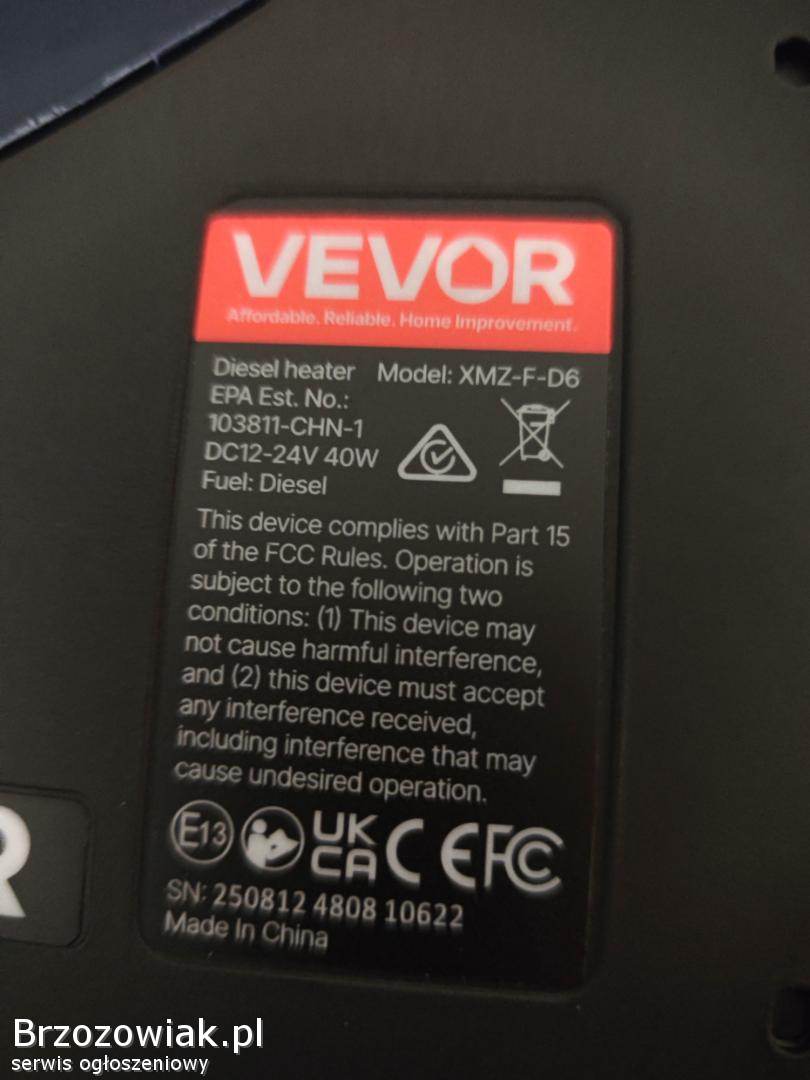 VEVOR
Affordable. Reliable. Home Improvement.
Diesel heater Model: XMZ-F-D6
EPA Est. No.:
103811-CHN-1
DC12-24V 40W
Fuel: Diesel
This device complies with Part 15
of the FCC Rules. Operation is
subject to the following two
conditions: (1) This device may
not cause harmful interference,
and (2) this device must accept
any interference received,
including interference that may
cause undesired operation.
E13 UK CA CE FC
SN: 250812 4808 10622
Made In China
R
Brzozowiak.pl
serwis ogłoszeniowy